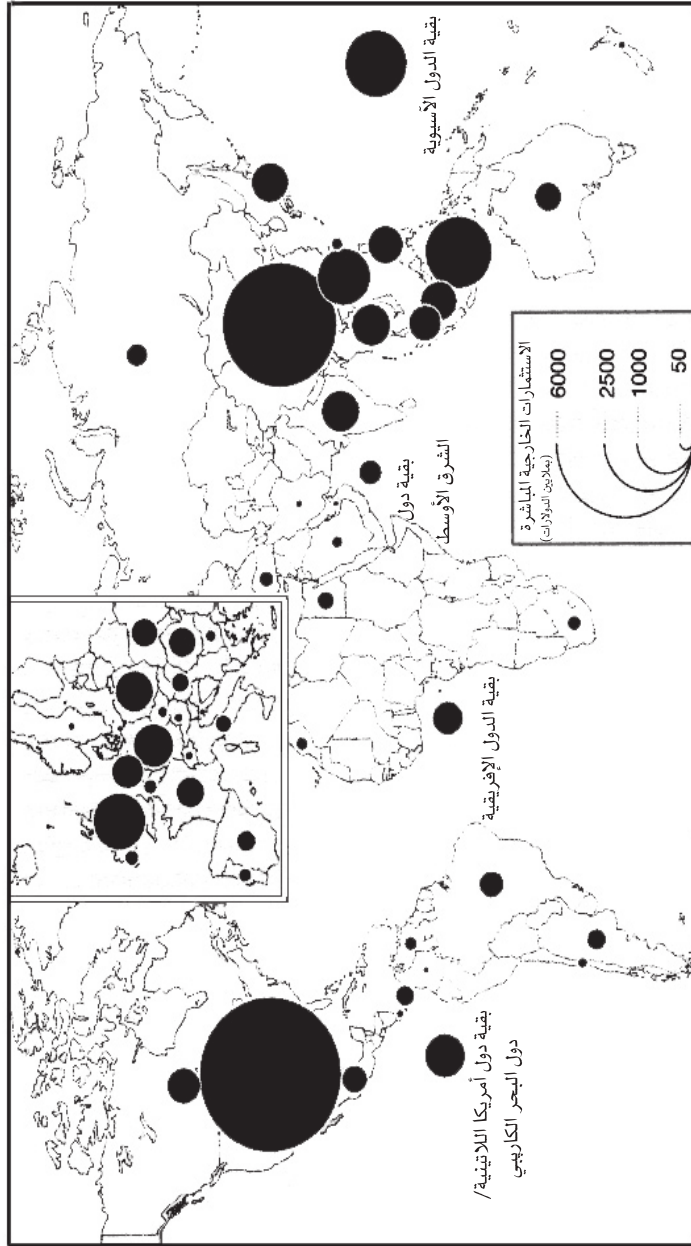 بقية الدول الآسيوية
بقية دول
الشرق الأوسط
بقية الدول الإفريقية
بقية دول أمريكا اللاتينية/
دول البحر الكاريبي
الاستثمارات الخارجية المباشرة
(بملايين الدولارات)
6000
2500
1000
50